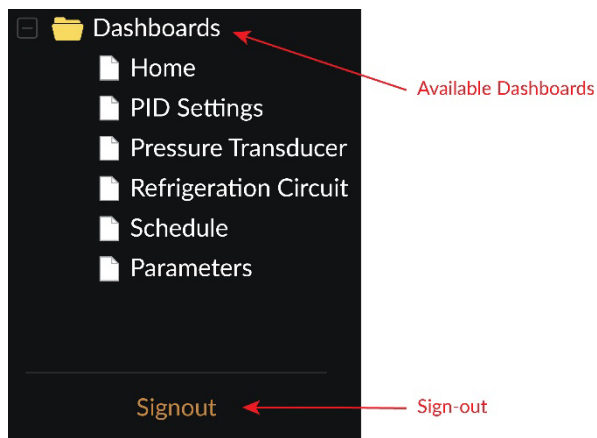 Dashboards
Home
Available Dashboards
PID Settings
Pressure Transducer
Refrigeration Circuit
Schedule
Parameters
Signout
Sign-out